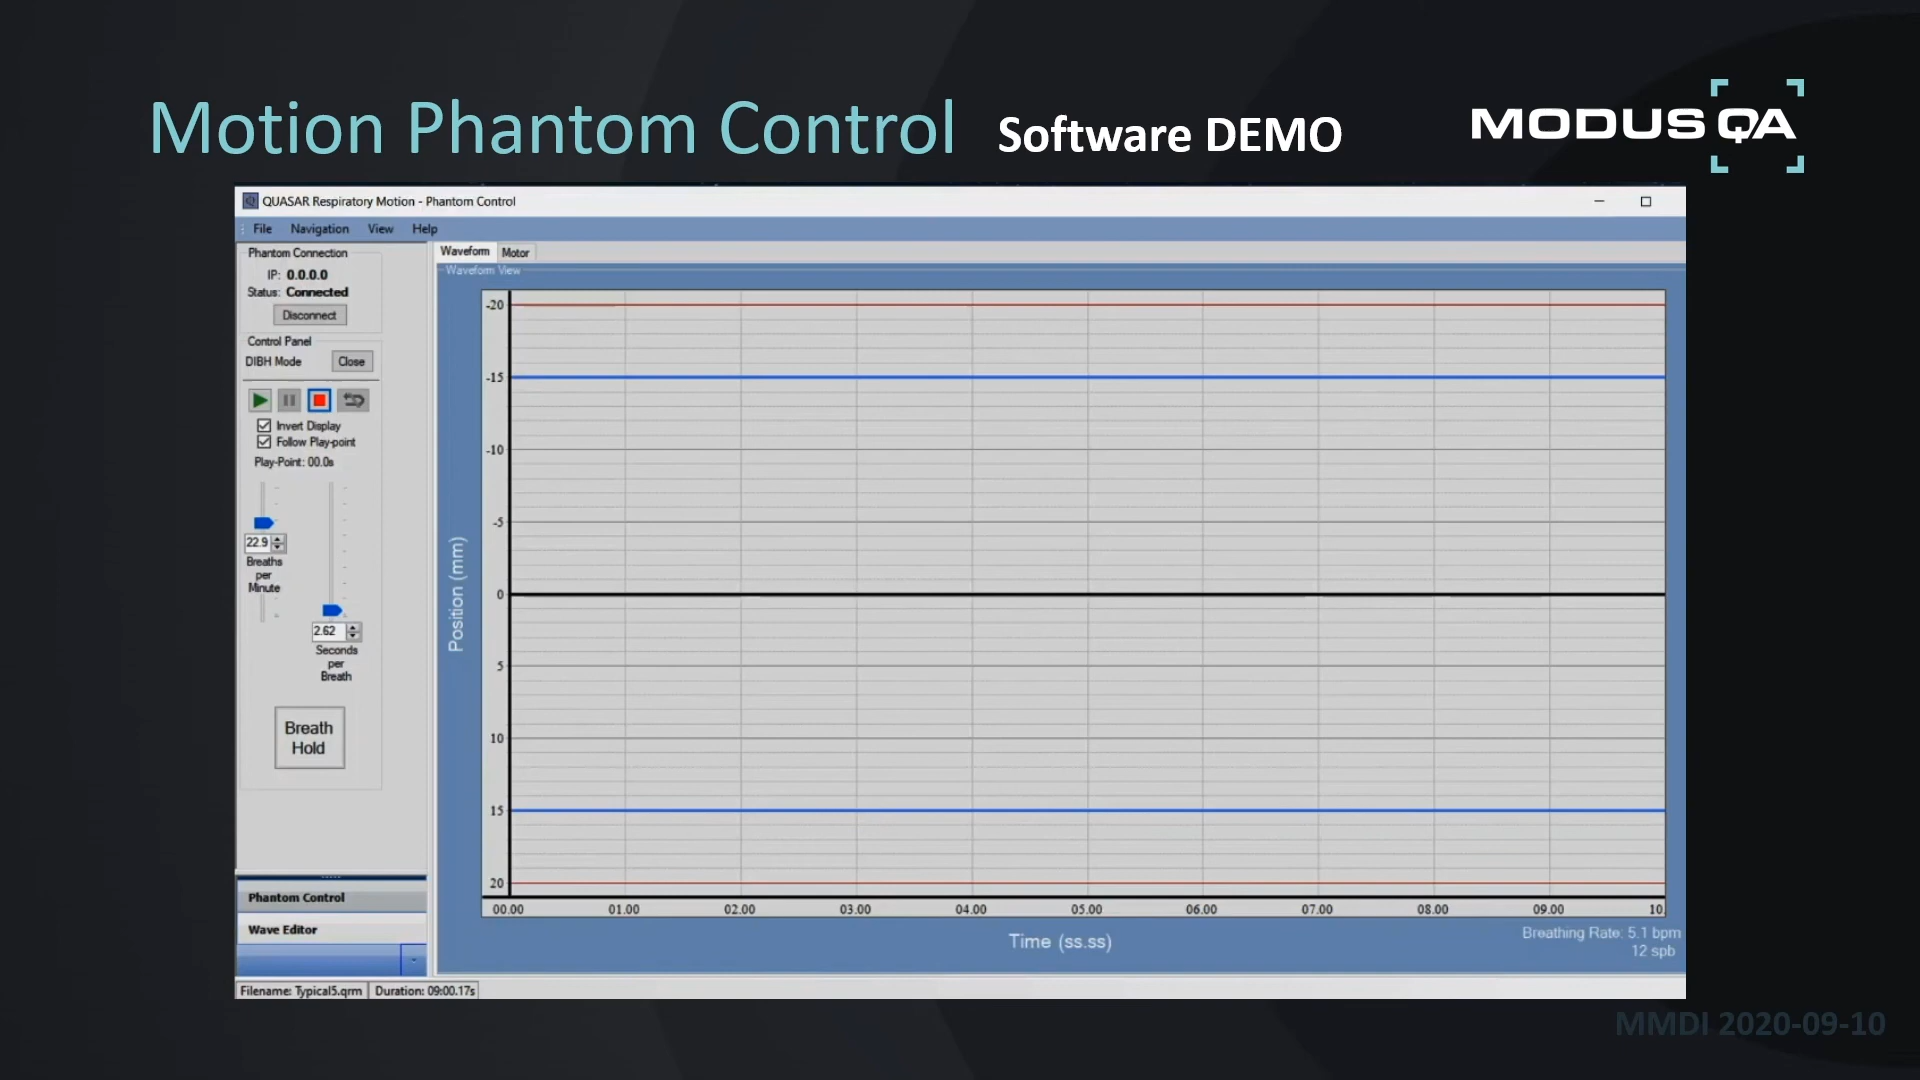 Motion Phantom Control Software DEMO
MODUS QA
QUASAR Respiratory Motion - Phantom Control
File Navigation View Help
Phantom Connection
IP: 0.0.0.0
Status: Connected
Disconnect
Control Panel
DIBH Mode Close
Invert Display
Follow Play-point
Play-Point: 00.0s
22.9
Breaths
per
Minute
2.62
Seconds
per
Breath
Breath
Hold
Phantom Control
Wave Editor
Waveform Motor
Waveform View
Position (mm)
-20
-15
-10
-5
0
5
10
15
20
00.00 01.00 02.00 03.00 04.00 05.00 06.00 07.00 08.00 09.00 10.
Time (ss.ss)
Breathing Rate: 5.1 bpm
12 spb
Filename: Typical5.qrm Duration: 09:00.17s
MMDI 2020-09-10